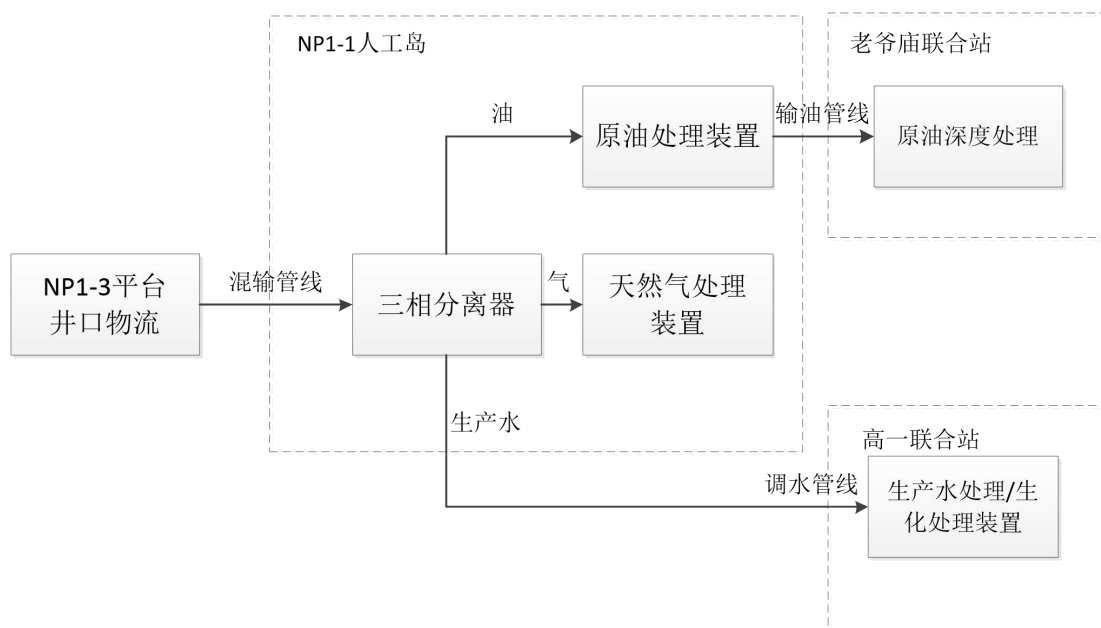 NP1-1人工岛
老爷庙联合站
油
原油处理装置
输油管线
原油深度处理
NP1-3平台
井口物流
混输管线
三相分离器
气
天然气处理
装置
生产水
高一联合站
调水管线
生产水处理/生
化处理装置